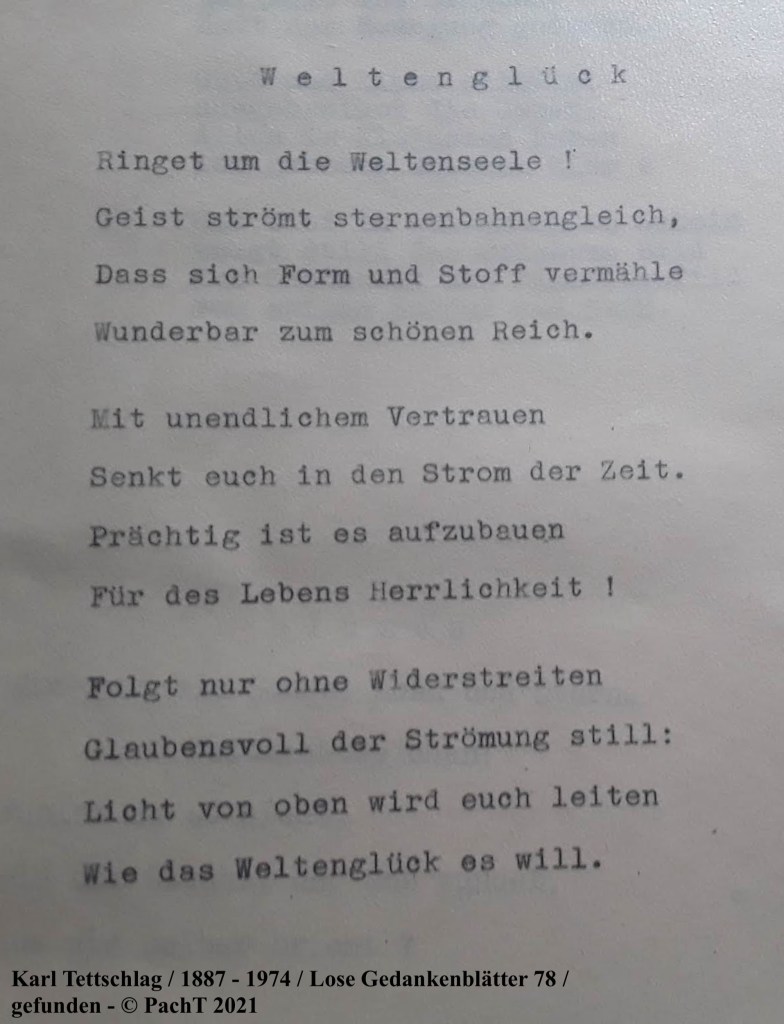 Weltenglück
Ringet um die Weltenseele !
Geist strömt sternenbahnengleich,
Dass sich Form und Stoff vermähle
Wunderbar zum schönen Reich.
Mit unendlichem Vertrauen
Senkt euch in den Strom der Zeit.
Prächtig ist es aufzubauen
Für des Lebens Herrlichkeit !
Folgt nur ohne Widerstreiten
Glaubensvoll der Strömung still:
Licht von oben wird euch leiten
Wie das Weltenglück es will.
Karl Tettschlag / 1887 - 1974 / Lose Gedankenblätter 78 /
gefunden - © PachT 2021